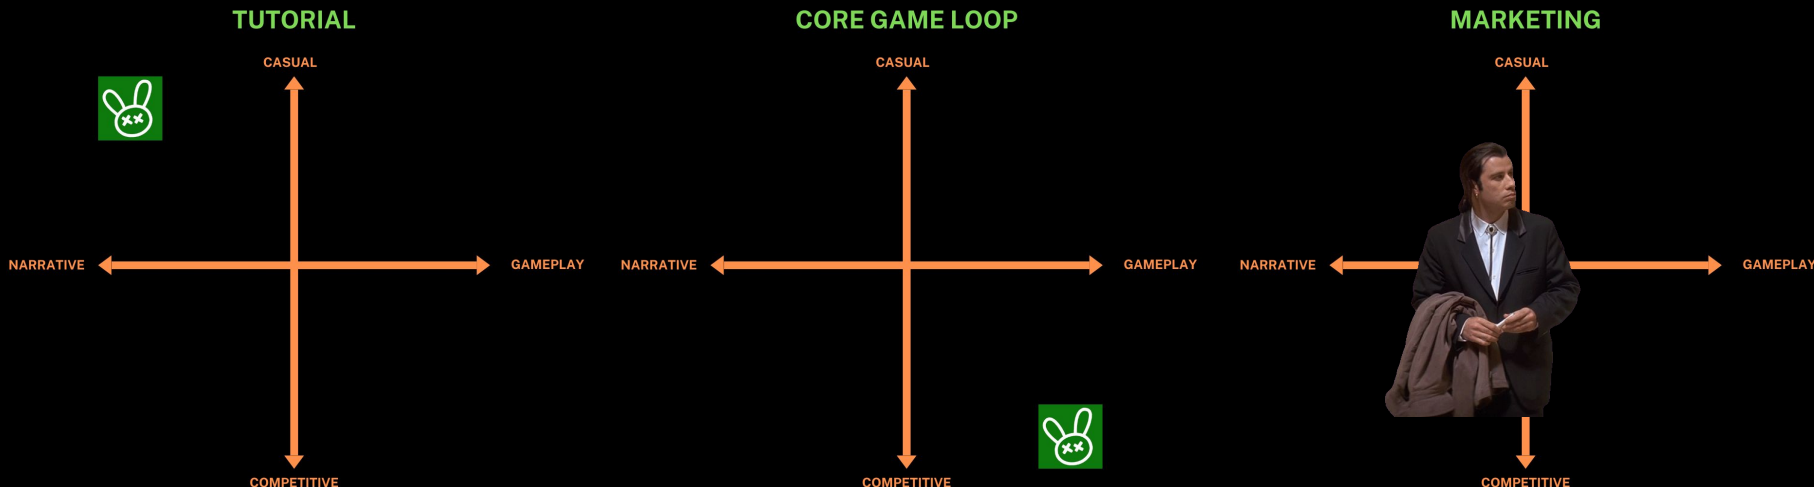 TUTORIAL
CASUAL
NARRATIVE
GAMEPLAY
COMPETITIVE
CORE GAME LOOP
CASUAL
NARRATIVE
GAMEPLAY
COMPETITIVE
MARKETING
CASUAL
NARRATIVE
GAMEPLAY
COMPETITIVE